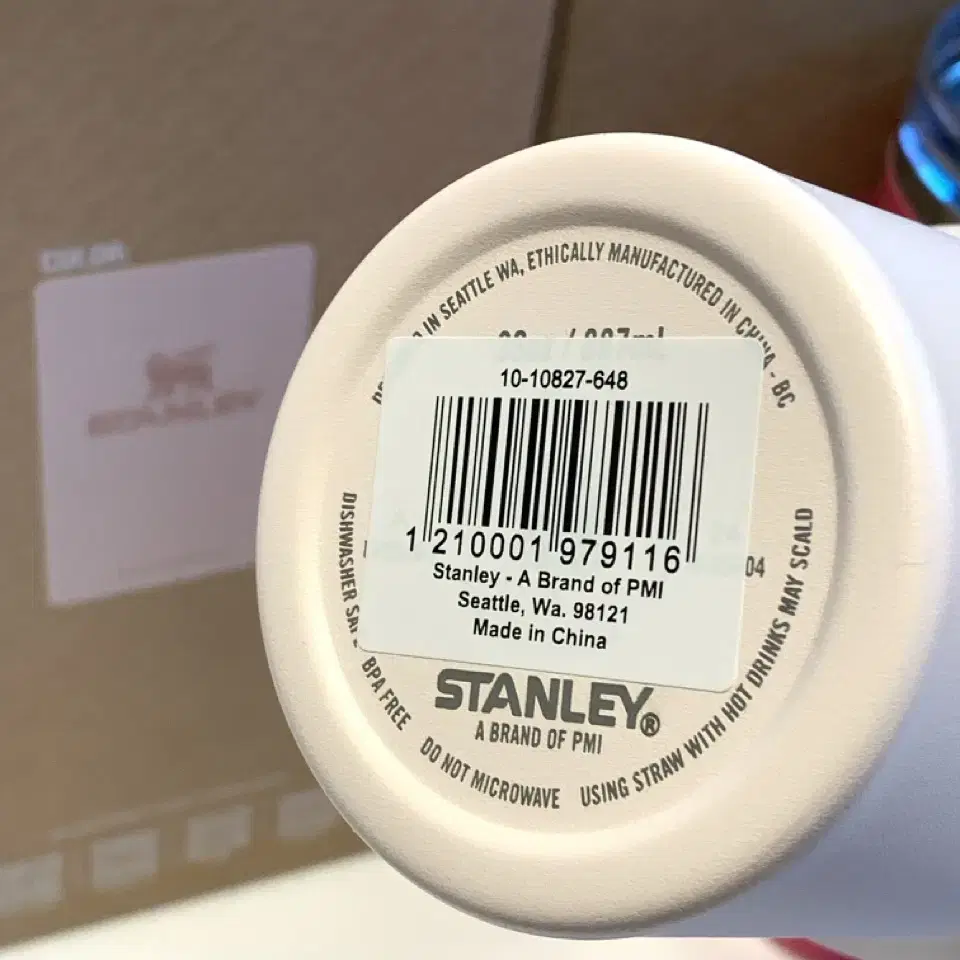 IN SEATTLE WA, ETHICALLY MANUFACTURED IN CHINA - BC
10-10827-648
1 210001 979116
Stanley - A Brand of PMI
Seattle, Wa. 98121
Made in China
04
STANLEY®
A BRAND OF PMI
DISHWASHER
BPA FREE
DO NOT MICROWAVE
USING STRAW WITH HOT DRINKS MAY SCALD
STANLEY